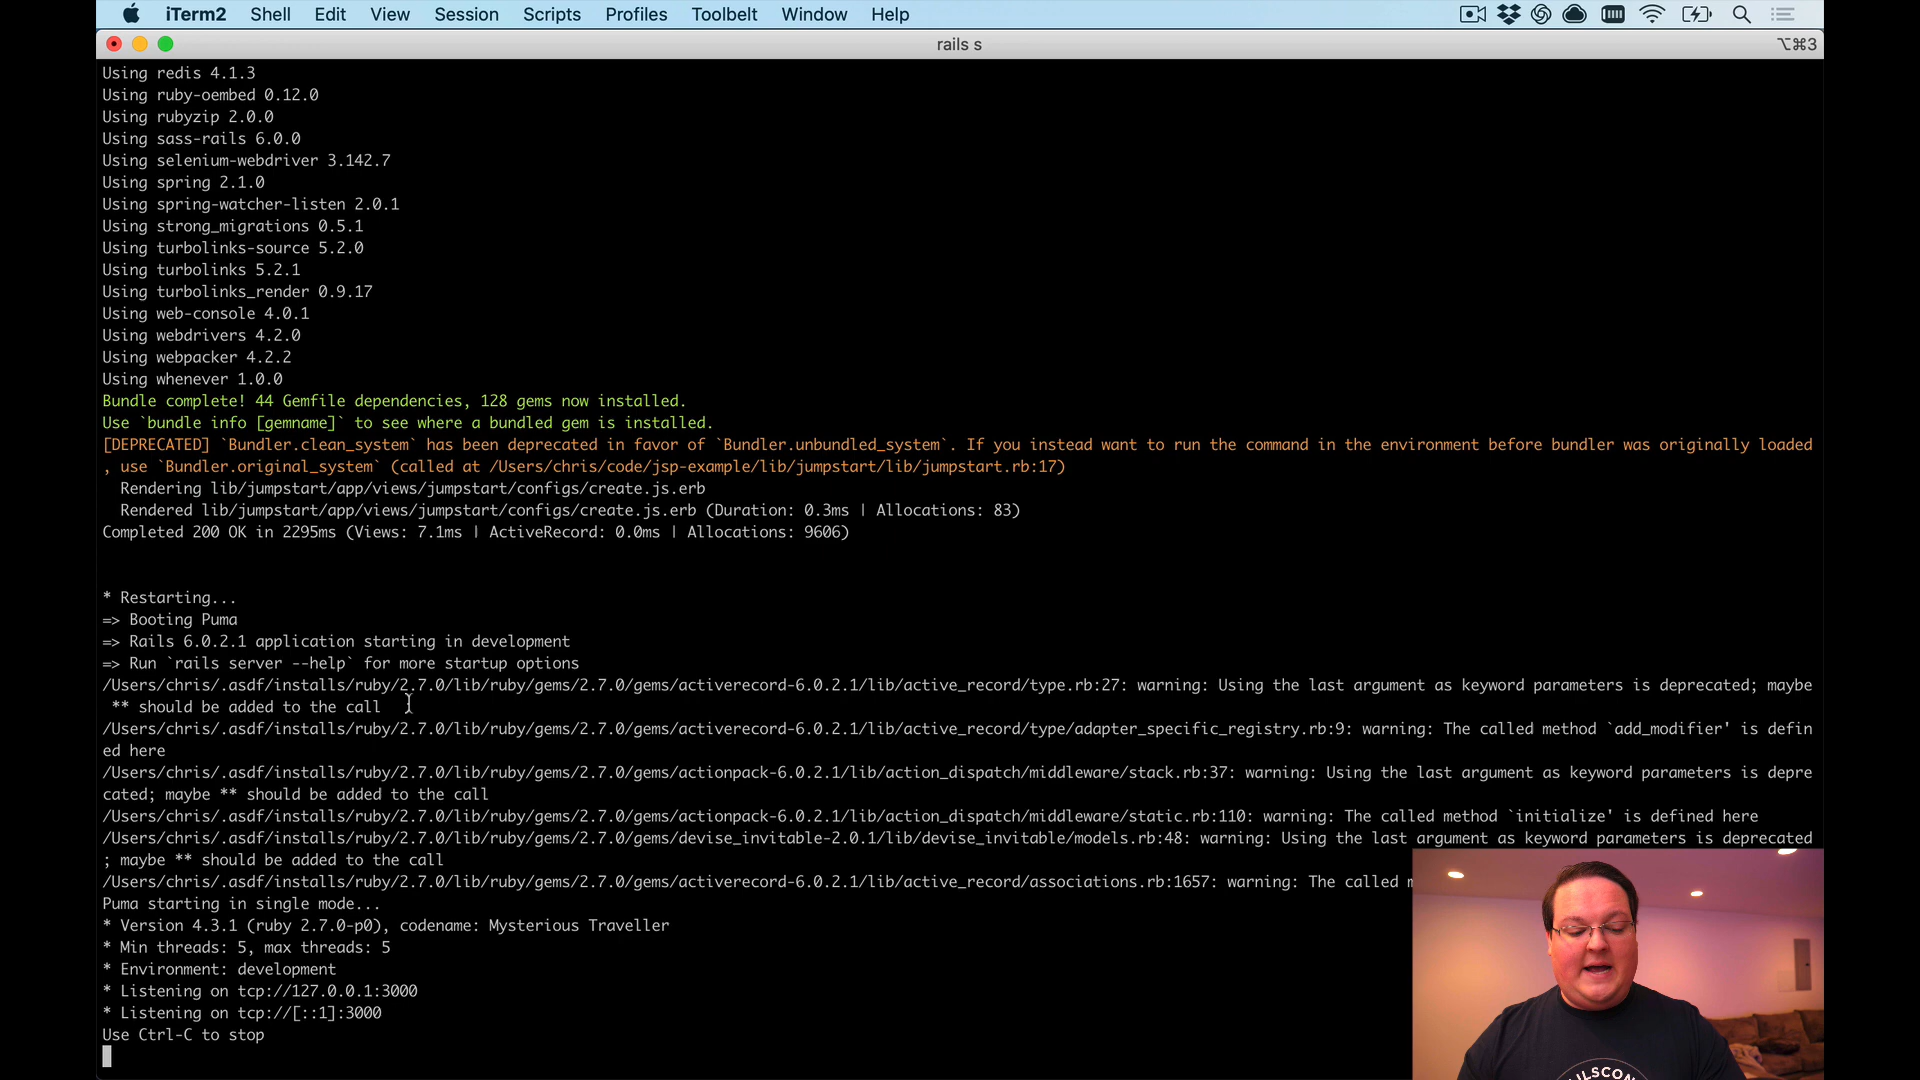 iTerm2 Shell Edit View Session Scripts Profiles Toolbelt Window Help
rails s
⌥⌘3
Using redis 4.1.3
Using ruby-oembed 0.12.0
Using rubyzip 2.0.0
Using sass-rails 6.0.0
Using selenium-webdriver 3.142.7
Using spring 2.1.0
Using spring-watcher-listen 2.0.1
Using strong_migrations 0.5.1
Using turbolinks-source 5.2.0
Using turbolinks 5.2.1
Using turbolinks_render 0.9.17
Using web-console 4.0.1
Using webdrivers 4.2.0
Using webpacker 4.2.2
Using whenever 1.0.0
Bundle complete! 44 Gemfile dependencies, 128 gems now installed.
Use `bundle info [gemname]` to see where a bundled gem is installed.
[DEPRECATED] `Bundler.clean_system` has been deprecated in favor of `Bundler.unbundled_system`. If you instead want to run the command in the environment before bundler was originally loaded
, use `Bundler.original_system` (called at /Users/chris/code/jsp-example/lib/jumpstart/lib/jumpstart.rb:17)
Rendering lib/jumpstart/app/views/jumpstart/configs/create.js.erb
Rendered lib/jumpstart/app/views/jumpstart/configs/create.js.erb (Duration: 0.3ms | Allocations: 83)
Completed 200 OK in 2295ms (Views: 7.1ms | ActiveRecord: 0.0ms | Allocations: 9606)
* Restarting...
=> Booting Puma
=> Rails 6.0.2.1 application starting in development
=> Run `rails server --help` for more startup options
/Users/chris/.asdf/installs/ruby/2.7.0/lib/ruby/gems/2.7.0/gems/activerecord-6.0.2.1/lib/active_record/type.rb:27: warning: Using the last argument as keyword parameters is deprecated; maybe
** should be added to the call
/Users/chris/.asdf/installs/ruby/2.7.0/lib/ruby/gems/2.7.0/gems/activerecord-6.0.2.1/lib/active_record/type/adapter_specific_registry.rb:9: warning: The called method `add_modifier' is defin
ed here
/Users/chris/.asdf/installs/ruby/2.7.0/lib/ruby/gems/2.7.0/gems/actionpack-6.0.2.1/lib/action_dispatch/middleware/stack.rb:37: warning: Using the last argument as keyword parameters is depre
cated; maybe ** should be added to the call
/Users/chris/.asdf/installs/ruby/2.7.0/lib/ruby/gems/2.7.0/gems/actionpack-6.0.2.1/lib/action_dispatch/middleware/static.rb:110: warning: The called method `initialize' is defined here
/Users/chris/.asdf/installs/ruby/2.7.0/lib/ruby/gems/2.7.0/gems/devise_invitable-2.0.1/lib/devise_invitable/models.rb:48: warning: Using the last argument as keyword parameters is deprecated
; maybe ** should be added to the call
/Users/chris/.asdf/installs/ruby/2.7.0/lib/ruby/gems/2.7.0/gems/activerecord-6.0.2.1/lib/active_record/associations.rb:1657: warning: The called m
Puma starting in single mode...
* Version 4.3.1 (ruby 2.7.0-p0), codename: Mysterious Traveller
* Min threads: 5, max threads: 5
* Environment: development
* Listening on tcp://127.0.0.1:3000
* Listening on tcp://[::1]:3000
Use Ctrl-C to stop
ILSCON